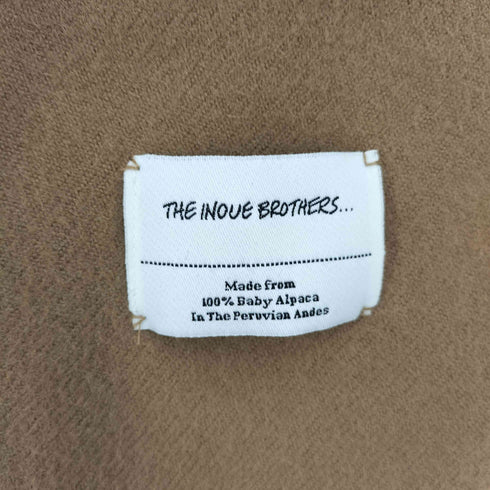 THE INOUE BROTHERS...
Made from
100% Baby Alpaca
In The Peruvian Andes